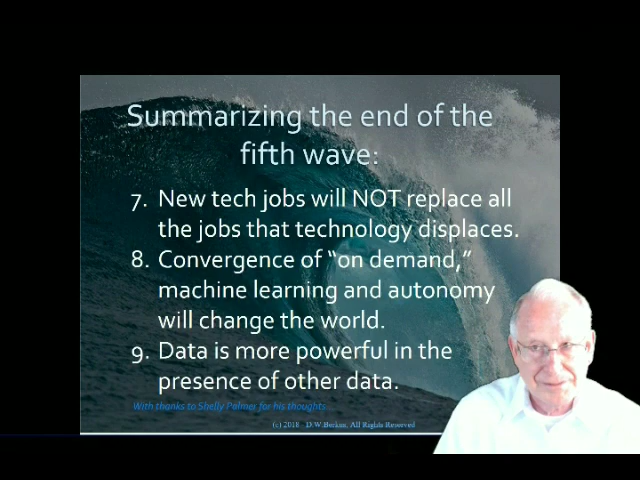 Summarizing the end of the
fifth wave:
7. New tech jobs will NOT replace all
the jobs that technology displaces.
8. Convergence of “on demand,”
machine learning and autonomy
will change the world.
9. Data is more powerful in the
presence of other data.
With thanks to Shelly Palmer for his thoughts
(c) 2018 - D.W.Berkus, All Rights Reserved